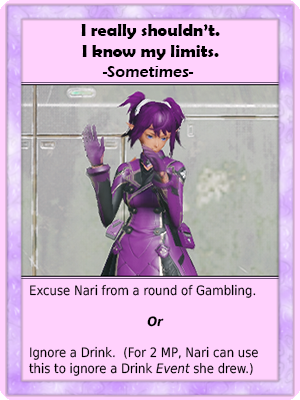 I really shouldn't.
I know my limits.
-Sometimes-
Excuse Nari from a round of Gambling.
Or
Ignore a Drink.  (For 2 MP, Nari can use
this to ignore a Drink Event she drew.)